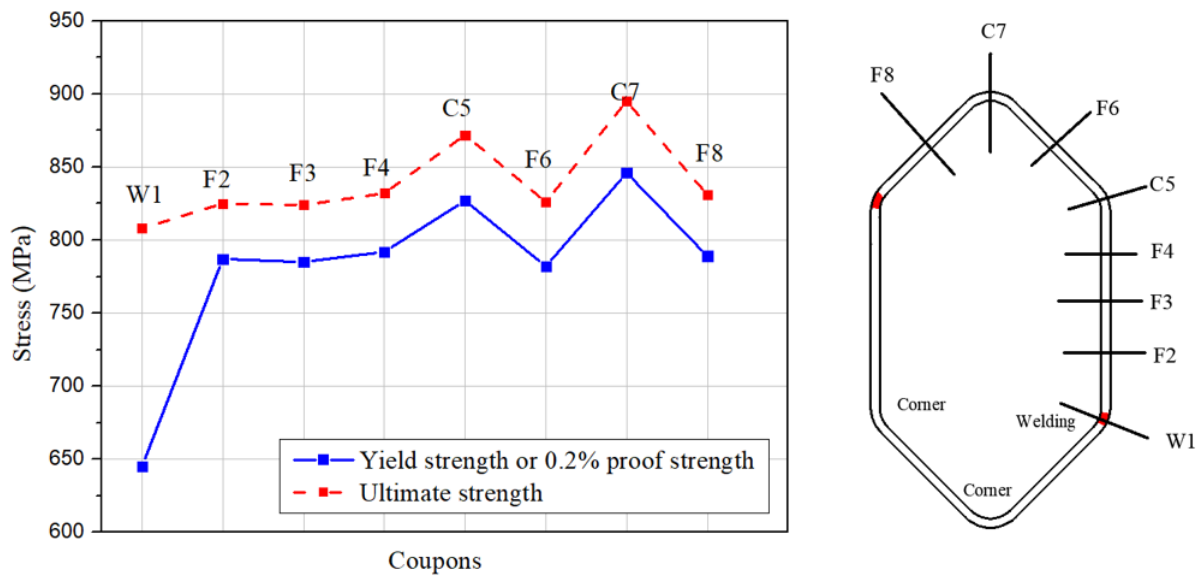 950
900
850
800
750
700
650
600
Stress (MPa)
Coupons
W1
F2
F3
F4
C5
F6
C7
F8
Yield strength or 0.2% proof strength
Ultimate strength
C7
F8
F6
C5
F4
F3
F2
Corner
Welding
W1
Corner